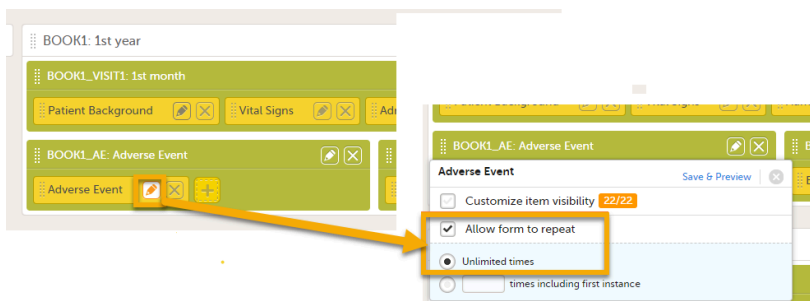 BOOK1: 1st year
BOOK1_VISIT1: 1st month
Patient Background
Vital Signs
BOOK1_AE: Adverse Event
Adverse Event
BOOK1_AE: Adverse Event
Adverse Event
Save & Preview
Customize item visibility 22/22
Allow form to repeat
Unlimited times
times including first instance